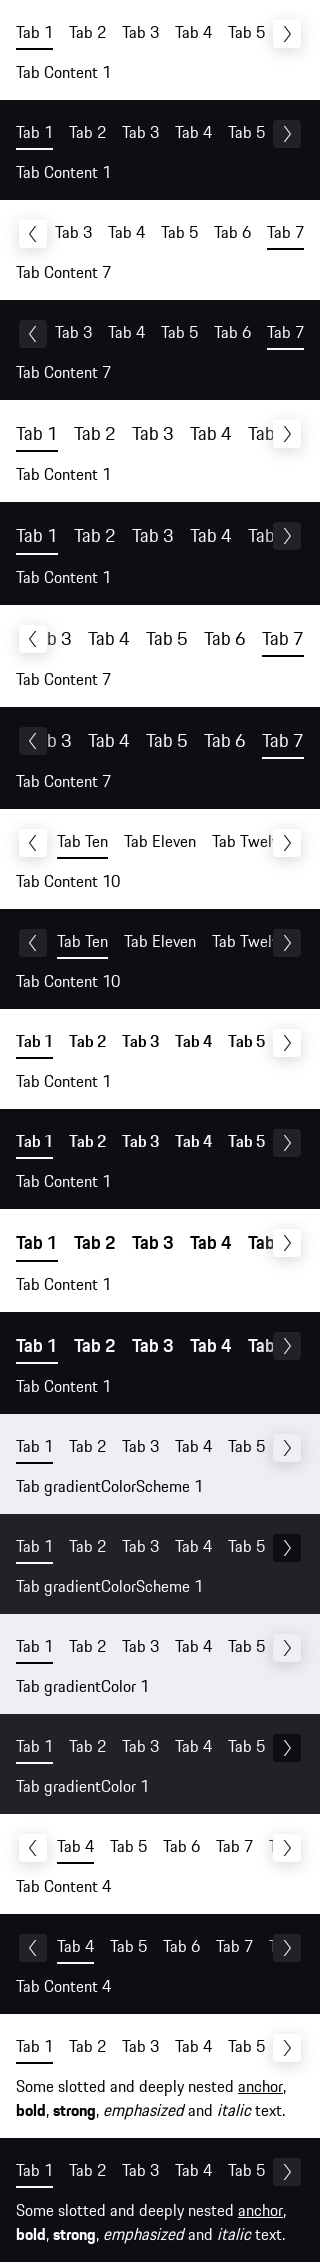 Tab 1 Tab 2 Tab 3 Tab 4 Tab 5
Tab Content 1
Tab 1 Tab 2 Tab 3 Tab 4 Tab 5
Tab Content 1
Tab 3 Tab 4 Tab 5 Tab 6 Tab 7
Tab Content 7
Tab 3 Tab 4 Tab 5 Tab 6 Tab 7
Tab Content 7
Tab 1 Tab 2 Tab 3 Tab 4 Tab
Tab Content 1
Tab 1 Tab 2 Tab 3 Tab 4 Tab
Tab Content 1
b 3 Tab 4 Tab 5 Tab 6 Tab 7
Tab Content 7
b 3 Tab 4 Tab 5 Tab 6 Tab 7
Tab Content 7
Tab Ten Tab Eleven Tab Twel
Tab Content 10
Tab Ten Tab Eleven Tab Twel
Tab Content 10
Tab 1 Tab 2 Tab 3 Tab 4 Tab 5
Tab Content 1
Tab 1 Tab 2 Tab 3 Tab 4 Tab 5
Tab Content 1
Tab 1 Tab 2 Tab 3 Tab 4 Tab
Tab Content 1
Tab 1 Tab 2 Tab 3 Tab 4 Tab
Tab Content 1
Tab 1 Tab 2 Tab 3 Tab 4 Tab 5
Tab gradientColorScheme 1
Tab 1 Tab 2 Tab 3 Tab 4 Tab 5
Tab gradientColorScheme 1
Tab 1 Tab 2 Tab 3 Tab 4 Tab 5
Tab gradientColor 1
Tab 1 Tab 2 Tab 3 Tab 4 Tab 5
Tab gradientColor 1
Tab 4 Tab 5 Tab 6 Tab 7
Tab Content 4
Tab 4 Tab 5 Tab 6 Tab 7
Tab Content 4
Tab 1 Tab 2 Tab 3 Tab 4 Tab 5
Some slotted and deeply nested anchor,
bold, strong, emphasized and italic text.
Tab 1 Tab 2 Tab 3 Tab 4 Tab 5
Some slotted and deeply nested anchor,
bold, strong, emphasized and italic text.